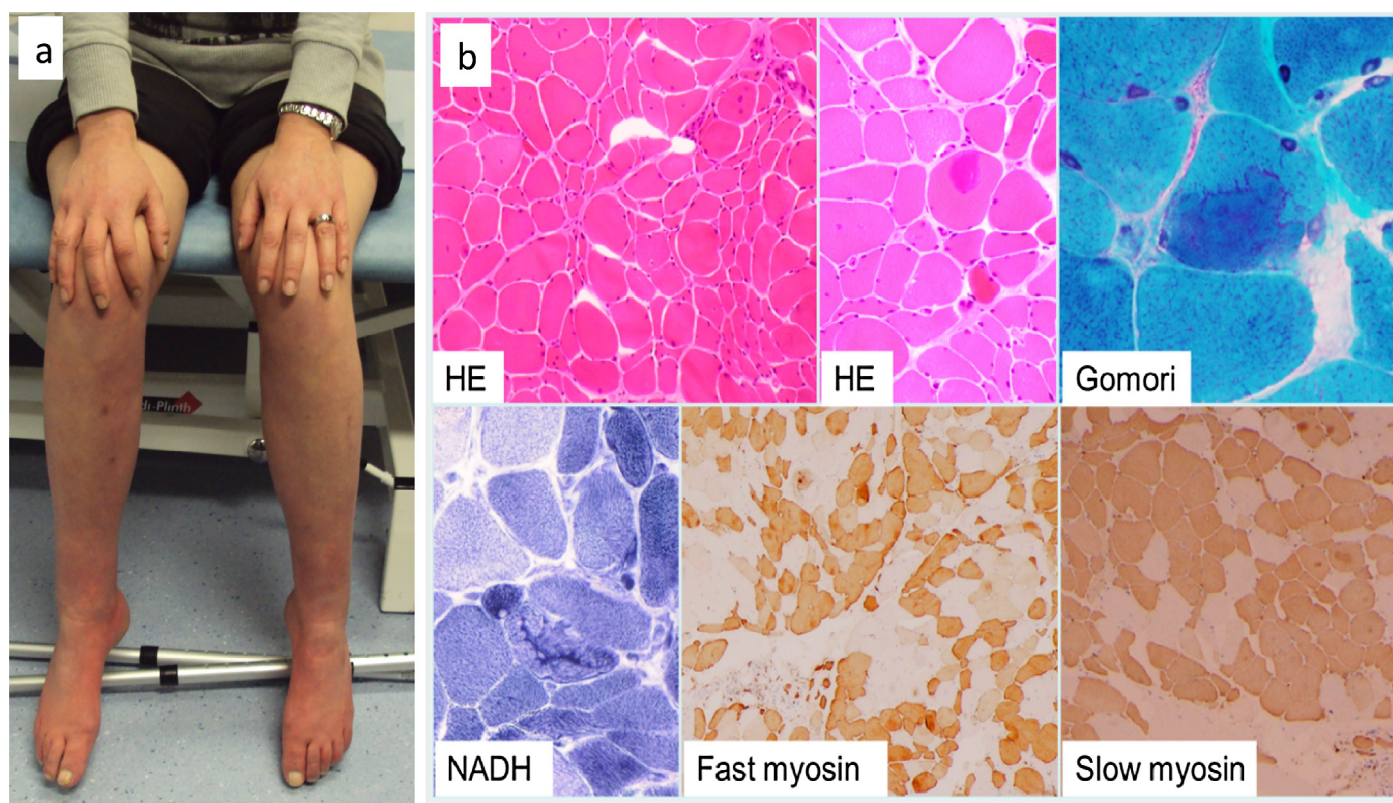 a
b
HE
HE
Gomori
di-Plinth
NADH
Fast myosin
Slow myosin